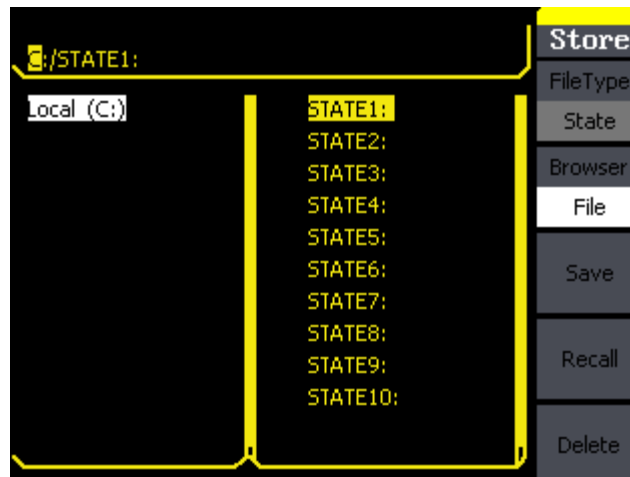 C:/STATE1:
Local (C:)
STATE1:
STATE2:
STATE3:
STATE4:
STATE5:
STATE6:
STATE7:
STATE8:
STATE9:
STATE10:
Store
FileType
State
Browser
File
Save
Recall
Delete